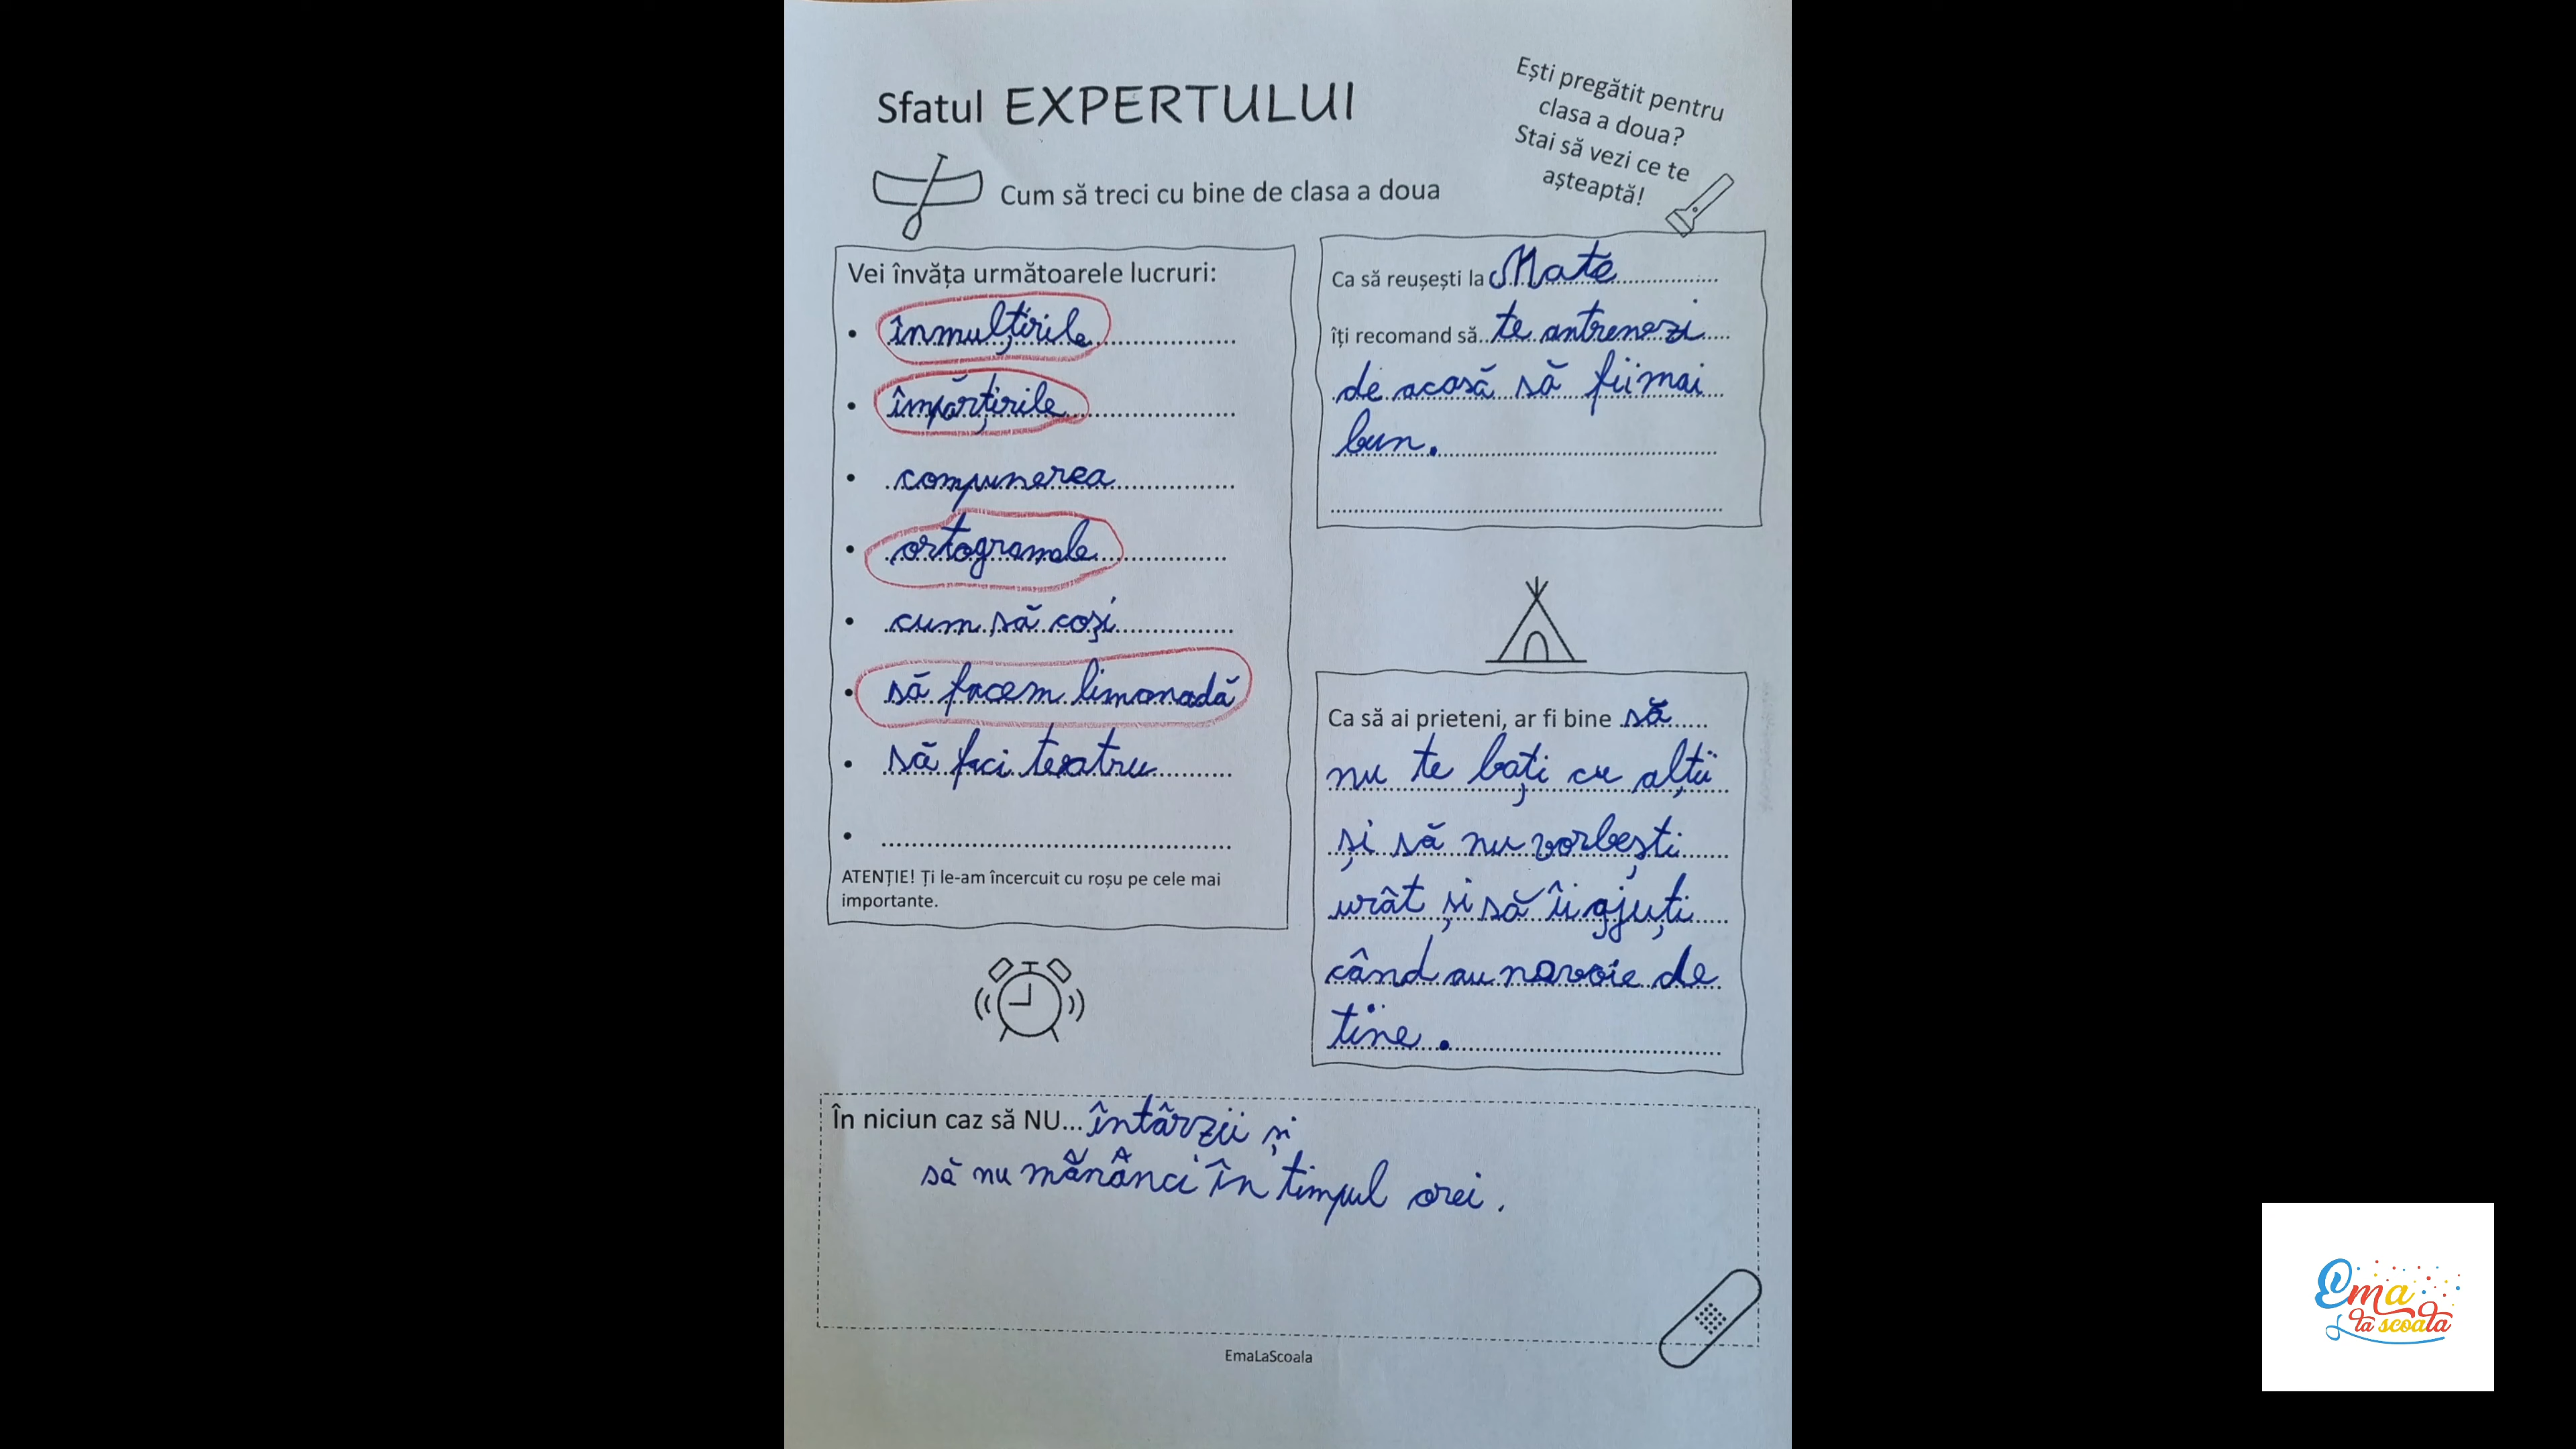 Sfatul EXPERTULUI
Ești pregătit pentru
clasa a doua?
Stai să vezi ce te
așteaptă!
Cum să treci cu bine de clasa a doua
Vei învăța următoarele lucruri:
• înmulțirile
• împărțirile
• compunerea
• ortogramele
• cum să coși
• să facem limonadă
• să faci teatru
•
ATENȚIE! Ți le-am încercuit cu roșu pe cele mai
importante.
Ca să reușești la Mate
îți recomand să te antrenezi
de acasă să fii mai
bun.
Ca să ai prieteni, ar fi bine să
nu te bați cu alții
și să nu vorbești
urât și să îi ajuți
când au nevoie de
tine.
În niciun caz să NU... întârzii și
să nu mănânci în timpul orei.
EmaLaScoala
Ema
la scoala